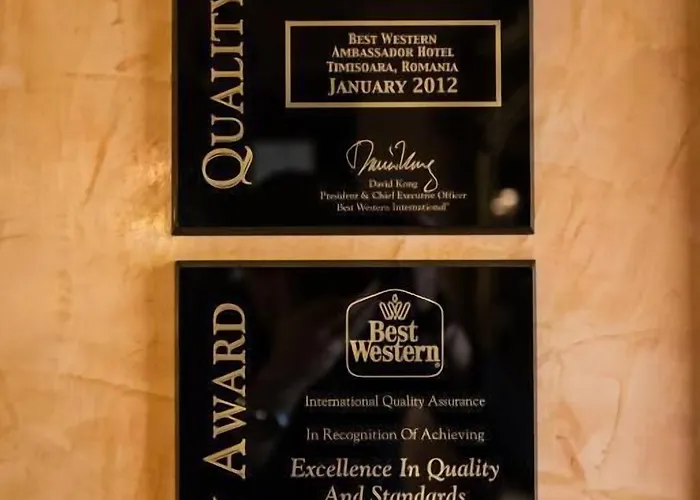 QUALITY
BEST WESTERN
AMBASSADOR HOTEL
TIMISOARA, ROMANIA
JANUARY 2012
David Kong
President & Chief Executive Officer
Best Western International
AWARD
Best
Western
International Quality Assurance
In Recognition Of Achieving
Excellence In Quality
And Standards